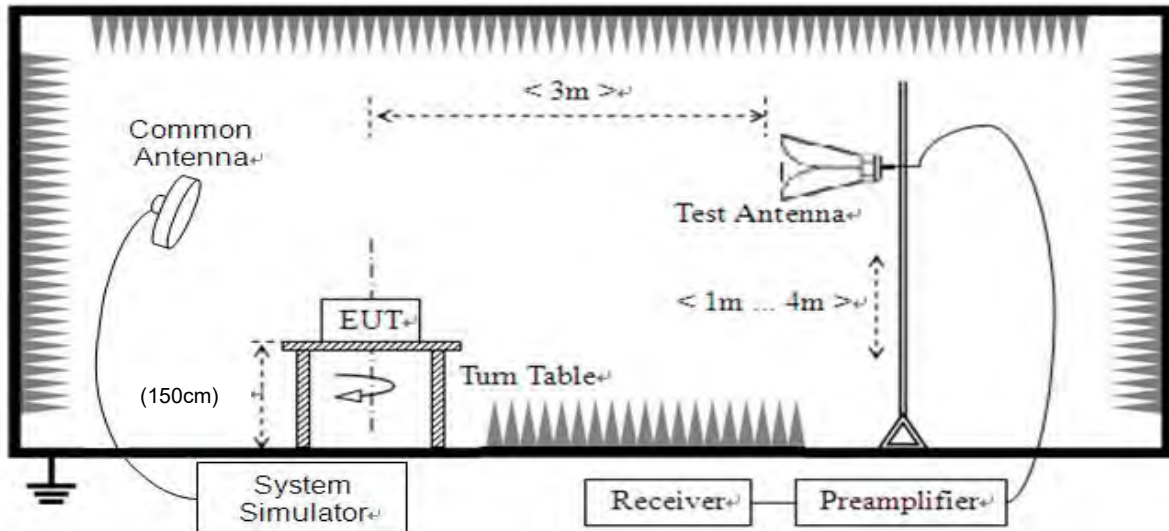 < 3m >↵
Common
Antenna↵
Test Antenna↵
< 1m ... 4m >↵
EUT↵
(150cm)
Turn Table↵
System
Simulator↵
Receiver↵
Preamplifier↵